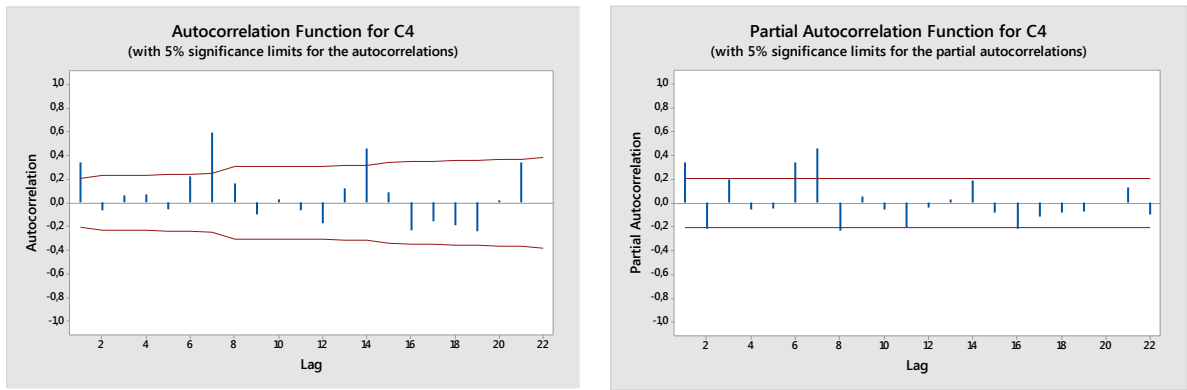 Autocorrelation Function for C4
(with 5% significance limits for the autocorrelations)
Autocorrelation
1,0
0,8
0,6
0,4
0,2
0,0
-0,2
-0,4
-0,6
-0,8
-1,0
2 4 6 8 10 12 14 16 18 20 22
Lag
Partial Autocorrelation Function for C4
(with 5% significance limits for the partial autocorrelations)
Partial Autocorrelation
1,0
0,8
0,6
0,4
0,2
0,0
-0,2
-0,4
-0,6
-0,8
-1,0
2 4 6 8 10 12 14 16 18 20 22
Lag